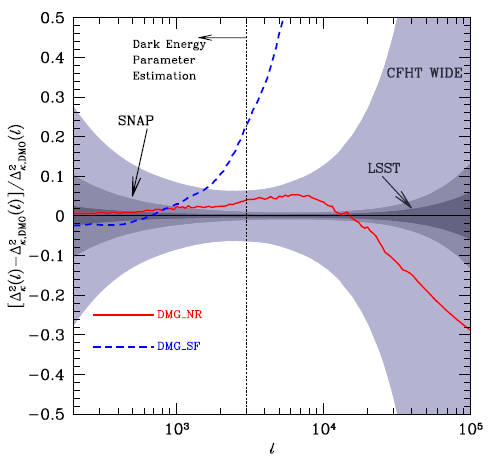 0.5
0.4
0.3
0.2
0.1
0
−0.1
−0.2
−0.3
−0.4
−0.5
[Δ²κ(l)−Δ²κ,DMO(l)]/Δ²κ,DMO(l)
Dark Energy
Parameter
Estimation
CFHT WIDE
SNAP
LSST
DMG_NR
DMG_SF
10³
10⁴
10⁵
l